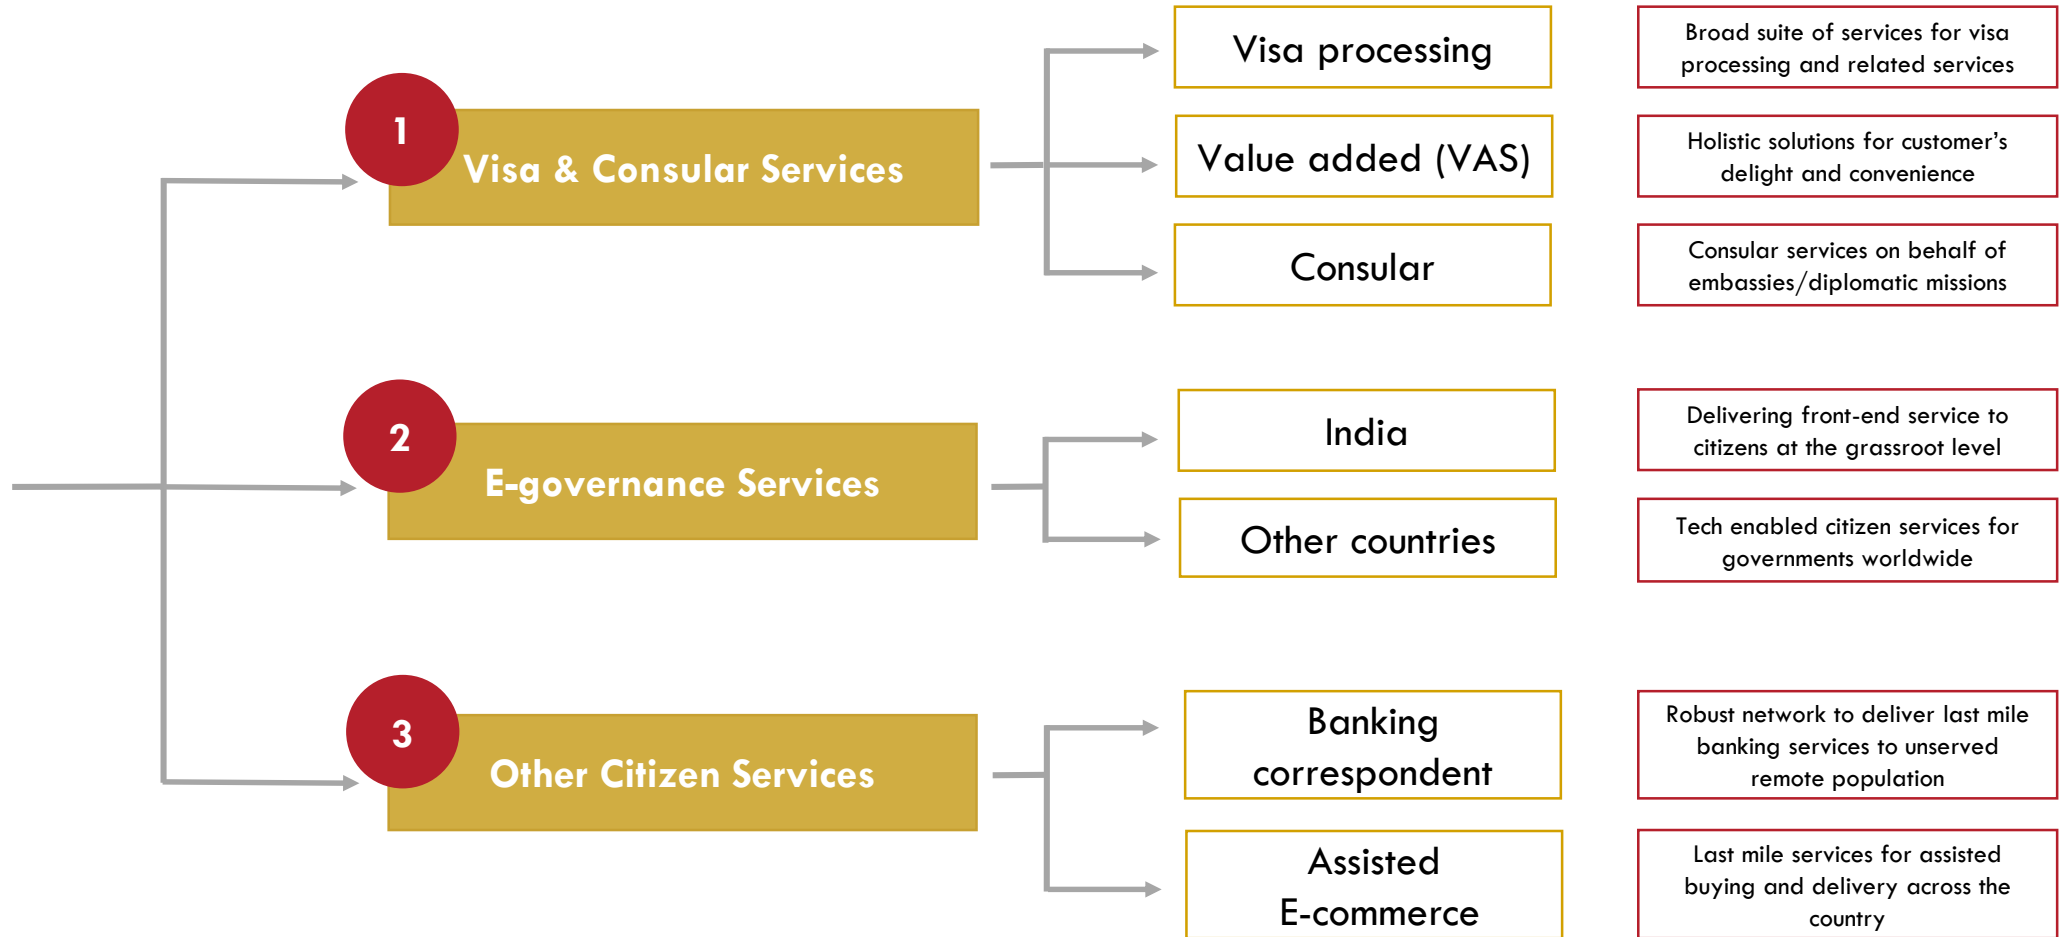 1
Visa & Consular Services
Visa processing
Broad suite of services for visa
processing and related services
Value added (VAS)
Holistic solutions for customer’s
delight and convenience
Consular
Consular services on behalf of
embassies/diplomatic missions
2
E-governance Services
India
Delivering front-end service to
citizens at the grassroot level
Other countries
Tech enabled citizen services for
governments worldwide
3
Other Citizen Services
Banking
correspondent
Robust network to deliver last mile
banking services to unserved
remote population
Assisted
E-commerce
Last mile services for assisted
buying and delivery across the
country